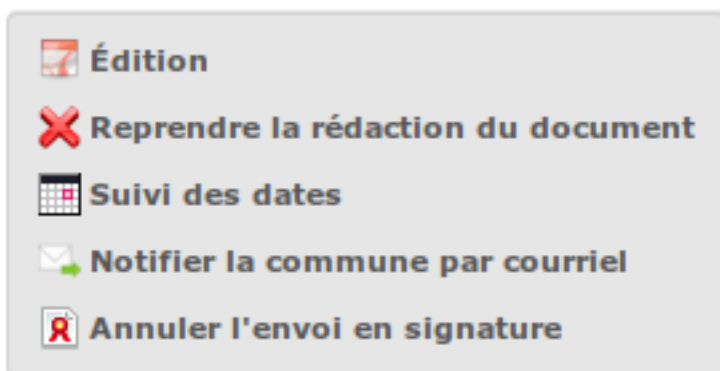 Édition
Reprendre la rédaction du document
Suivi des dates
Notifier la commune par courriel
Annuler l'envoi en signature